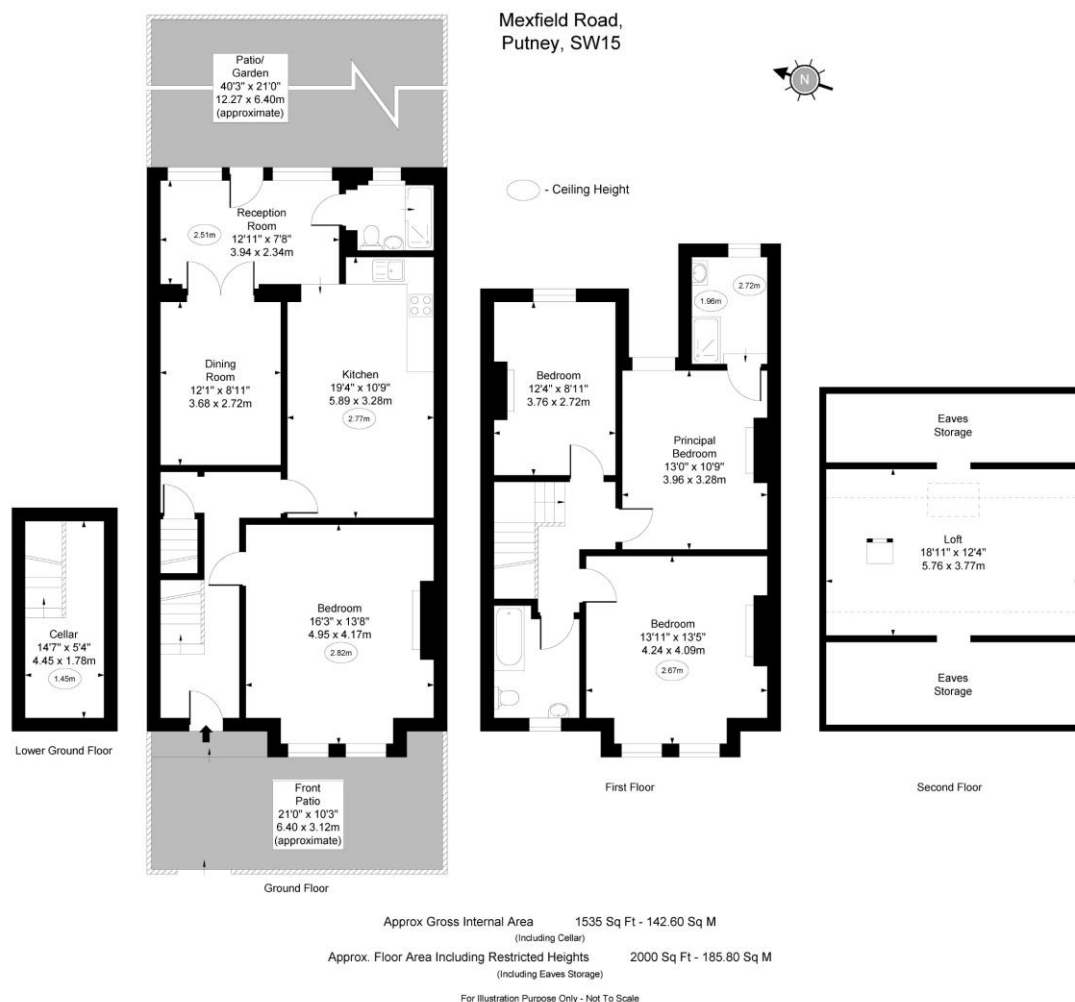 Mexfield Road,
Putney, SW15
N
- Ceiling Height
Patio/
Garden
40'3" x 21'0"
12.27 x 6.40m
(approximate)
Reception
Room
12'11" x 7'8"
3.94 x 2.34m
2.51m
Dining
Room
12'1" x 8'11"
3.68 x 2.72m
Kitchen
19'4" x 10'9"
5.89 x 3.28m
2.77m
Bedroom
16'3" x 13'8"
4.95 x 4.17m
2.82m
Front
Patio
21'0" x 10'3"
6.40 x 3.12m
(approximate)
Ground Floor
Cellar
14'7" x 5'4"
4.45 x 1.78m
1.45m
Lower Ground Floor
1.96m
2.72m
Bedroom
12'4" x 8'11"
3.76 x 2.72m
Principal
Bedroom
13'0" x 10'9"
3.96 x 3.28m
Bedroom
13'11" x 13'5"
4.24 x 4.09m
2.67m
First Floor
Eaves
Storage
Loft
18'11" x 12'4"
5.76 x 3.77m
Eaves
Storage
Second Floor
Approx Gross Internal Area 1535 Sq Ft - 142.60 Sq M
(Including Cellar)
Approx. Floor Area Including Restricted Heights 2000 Sq Ft - 185.80 Sq M
(Including Eaves Storage)
For Illustration Purpose Only - Not To Scale